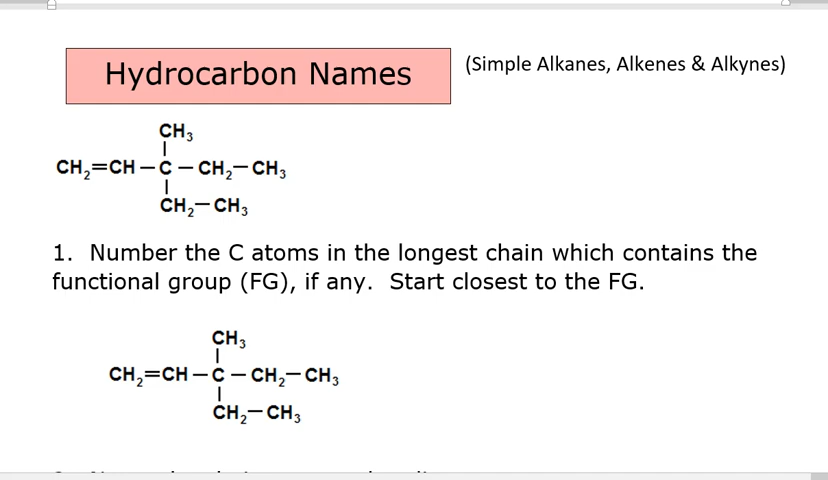 Hydrocarbon Names
(Simple Alkanes, Alkenes & Alkynes)
CH₃
CH₂=CH–C–CH₂–CH₃
CH₂–CH₃
1. Number the C atoms in the longest chain which contains the
functional group (FG), if any. Start closest to the FG.
CH₃
CH₂=CH–C–CH₂–CH₃
CH₂–CH₃